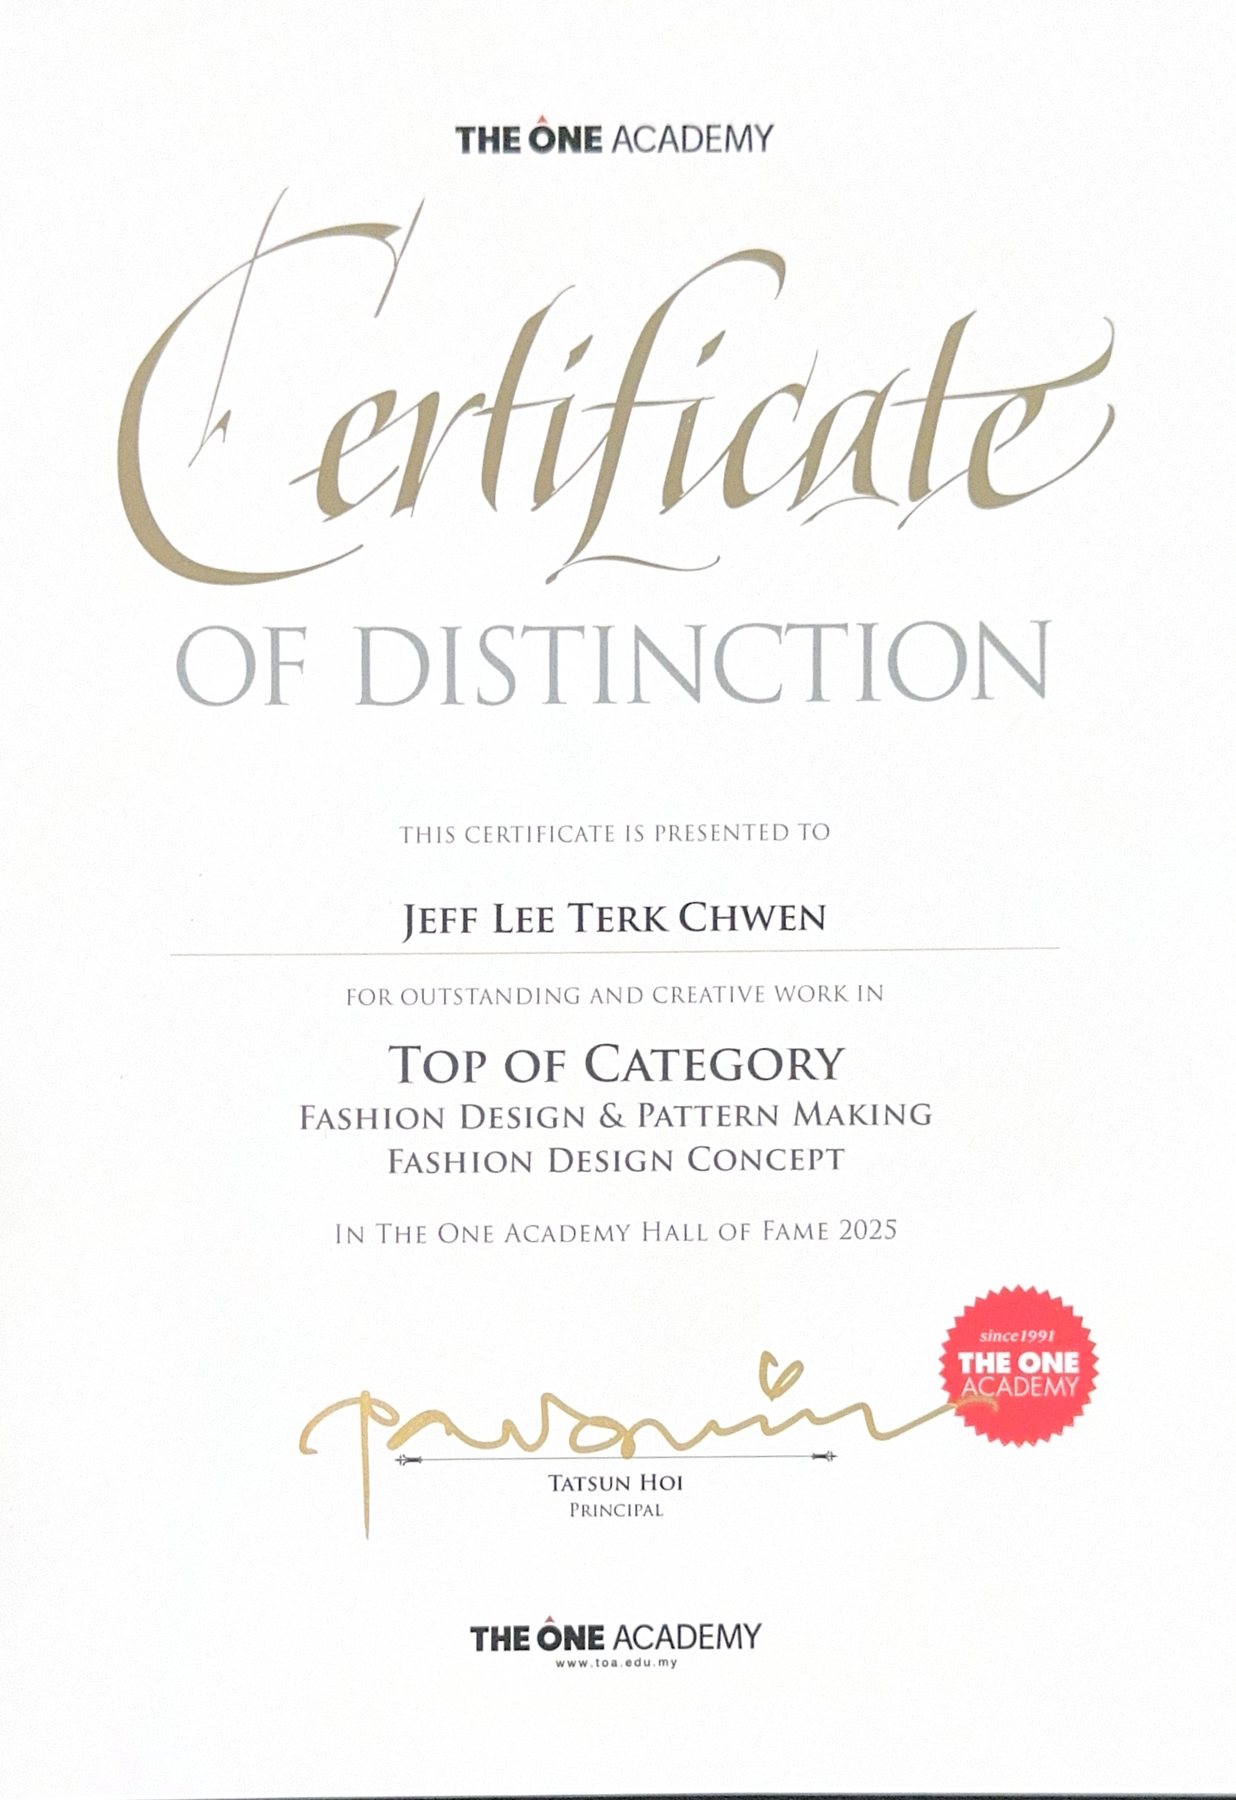 THE ONE ACADEMY
Certificate
OF DISTINCTION
THIS CERTIFICATE IS PRESENTED TO
JEFF LEE TERK CHWEN
FOR OUTSTANDING AND CREATIVE WORK IN
TOP OF CATEGORY
FASHION DESIGN & PATTERN MAKING
FASHION DESIGN CONCEPT
IN THE ONE ACADEMY HALL OF FAME 2025
since1991
THE ONE
ACADEMY
TATSUN HOI
PRINCIPAL
THE ONE ACADEMY
www.toa.edu.my